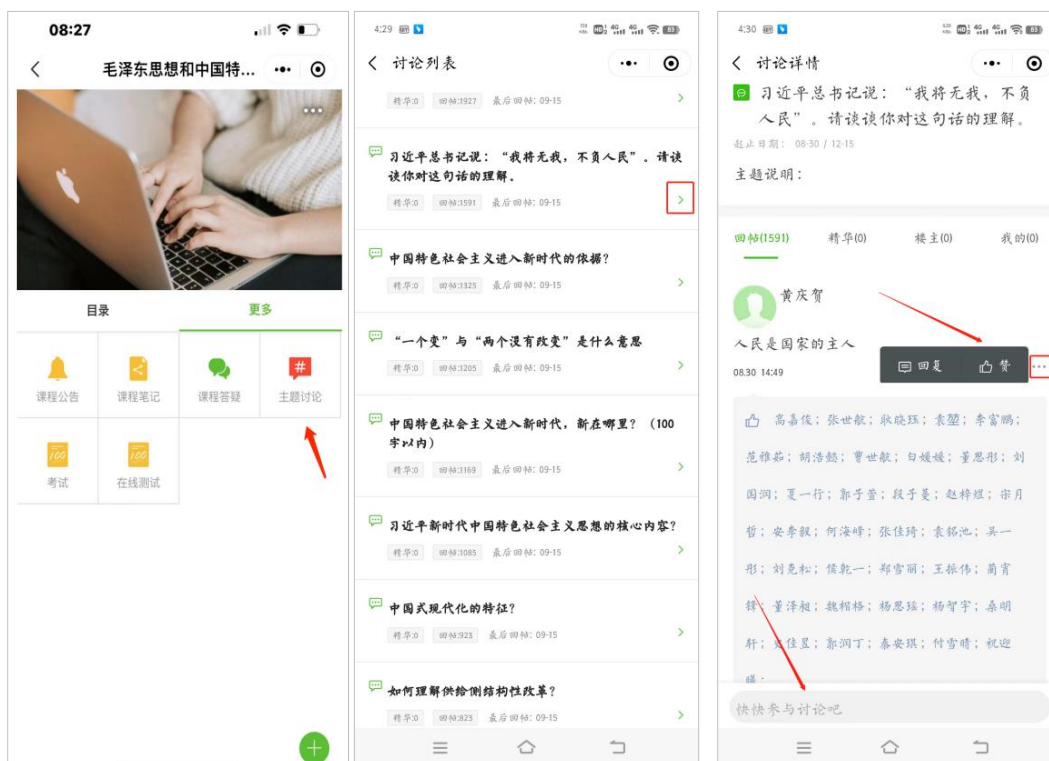 08:27
毛泽东思想和中国特...
目录
更多
课程公告
课程笔记
课程答疑
主题讨论
考试
在线测试
4:29
讨论列表
精华:0 回帖:1927 最后回帖: 09-15
习近平总书记说：“我将无我，不负人民”。请谈
谈你对这句话的理解。
精华:0 回帖:1591 最后回帖: 09-15
中国特色社会主义进入新时代的依据？
精华:0 回帖:1325 最后回帖: 09-15
“一个变”与“两个没有改变”是什么意思
精华:0 回帖:1205 最后回帖: 09-15
中国特色社会主义进入新时代，新在哪里？（100
字以内）
精华:0 回帖:1169 最后回帖: 09-15
习近平新时代中国特色社会主义思想的核心内容？
精华:0 回帖:1085 最后回帖: 09-15
中国式现代化的特征？
精华:0 回帖:923 最后回帖: 09-15
如何理解供给侧结构性改革？
精华:0 回帖:823 最后回帖: 09-15
4:30
讨论详情
习近平总书记说：“我将无我，不负
人民”。请谈谈你对这句话的理解。
起止日期： 08-30 / 12-15
主题说明：
回帖(1591) 精华(0) 楼主(0) 我的(0)
黄庆贺
人民是国家的主人
08.30 14:49
回复 赞
高嘉俊；张世航；耿晓珏；袁堃；李富鹏；
范雅茹；胡浩懿；曹世航；白媛媛；董思彤；刘
国润；夏一行；郭子萱；段子蔓；赵梓煜；宗月
哲；安季毅；何海峰；张佳琦；袁铭池；吴一
彤；刘克松；侯乾一；郑雪丽；王振伟；蔺宵
锋；董泽昶；魏楷格；杨思瑶；杨智宇；桑明
轩；史佳昱；郭润丁；秦安琪；付雪晴；祝迎
快快参与讨论吧